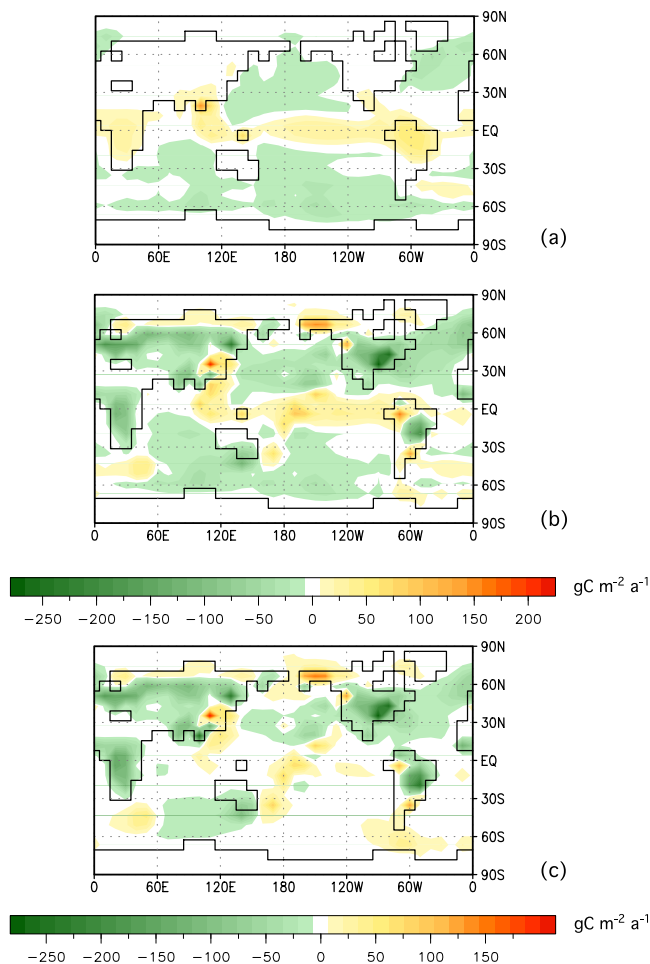 90N
60N
30N
EQ
30S
60S
90S
0 60E 120E 180 120W 60W 0
(a)
90N
60N
30N
EQ
30S
60S
90S
0 60E 120E 180 120W 60W 0
(b)
−250 −200 −150 −100 −50 0 50 100 150 200
gC m⁻² a⁻¹
90N
60N
30N
EQ
30S
60S
90S
0 60E 120E 180 120W 60W 0
(c)
−250 −200 −150 −100 −50 0 50 100 150
gC m⁻² a⁻¹